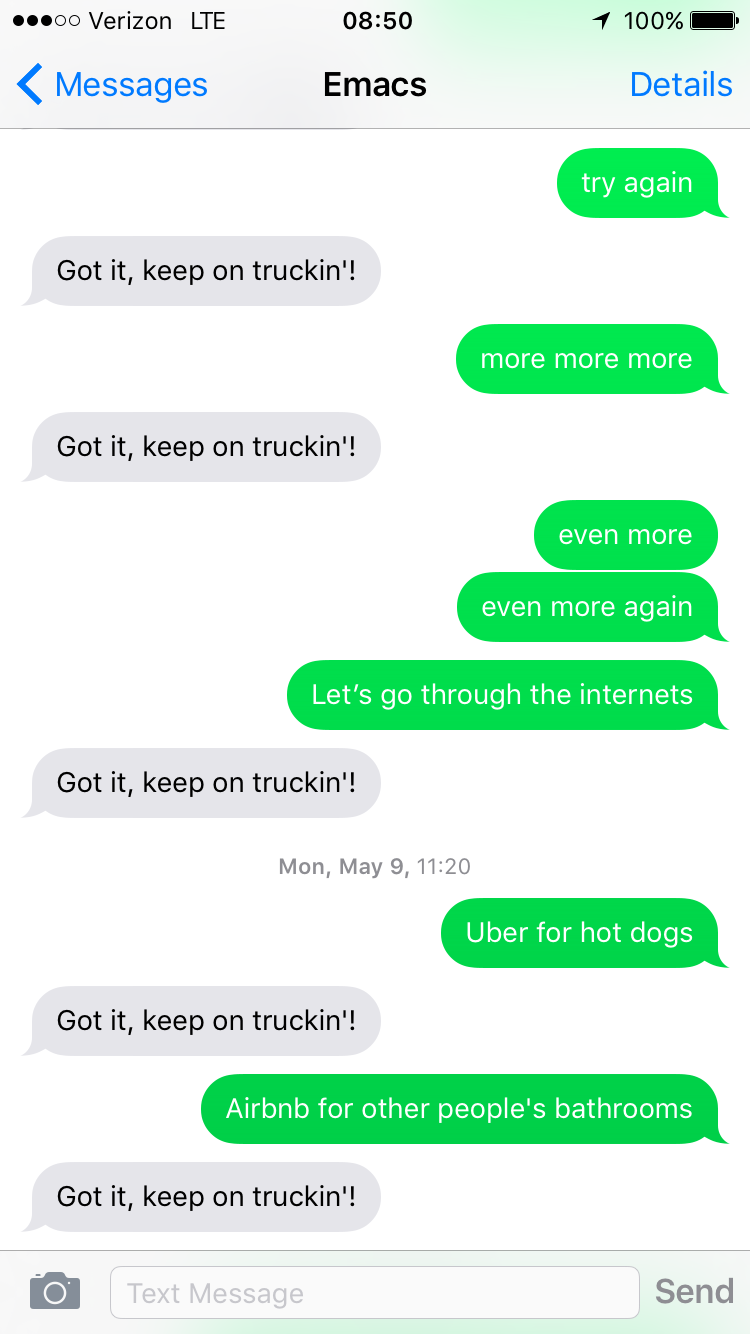 Verizon LTE 08:50 100%
Messages Emacs Details
try again
Got it, keep on truckin'!
more more more
Got it, keep on truckin'!
even more
even more again
Let’s go through the internets
Got it, keep on truckin'!
Mon, May 9, 11:20
Uber for hot dogs
Got it, keep on truckin'!
Airbnb for other people's bathrooms
Got it, keep on truckin'!
Text Message Send